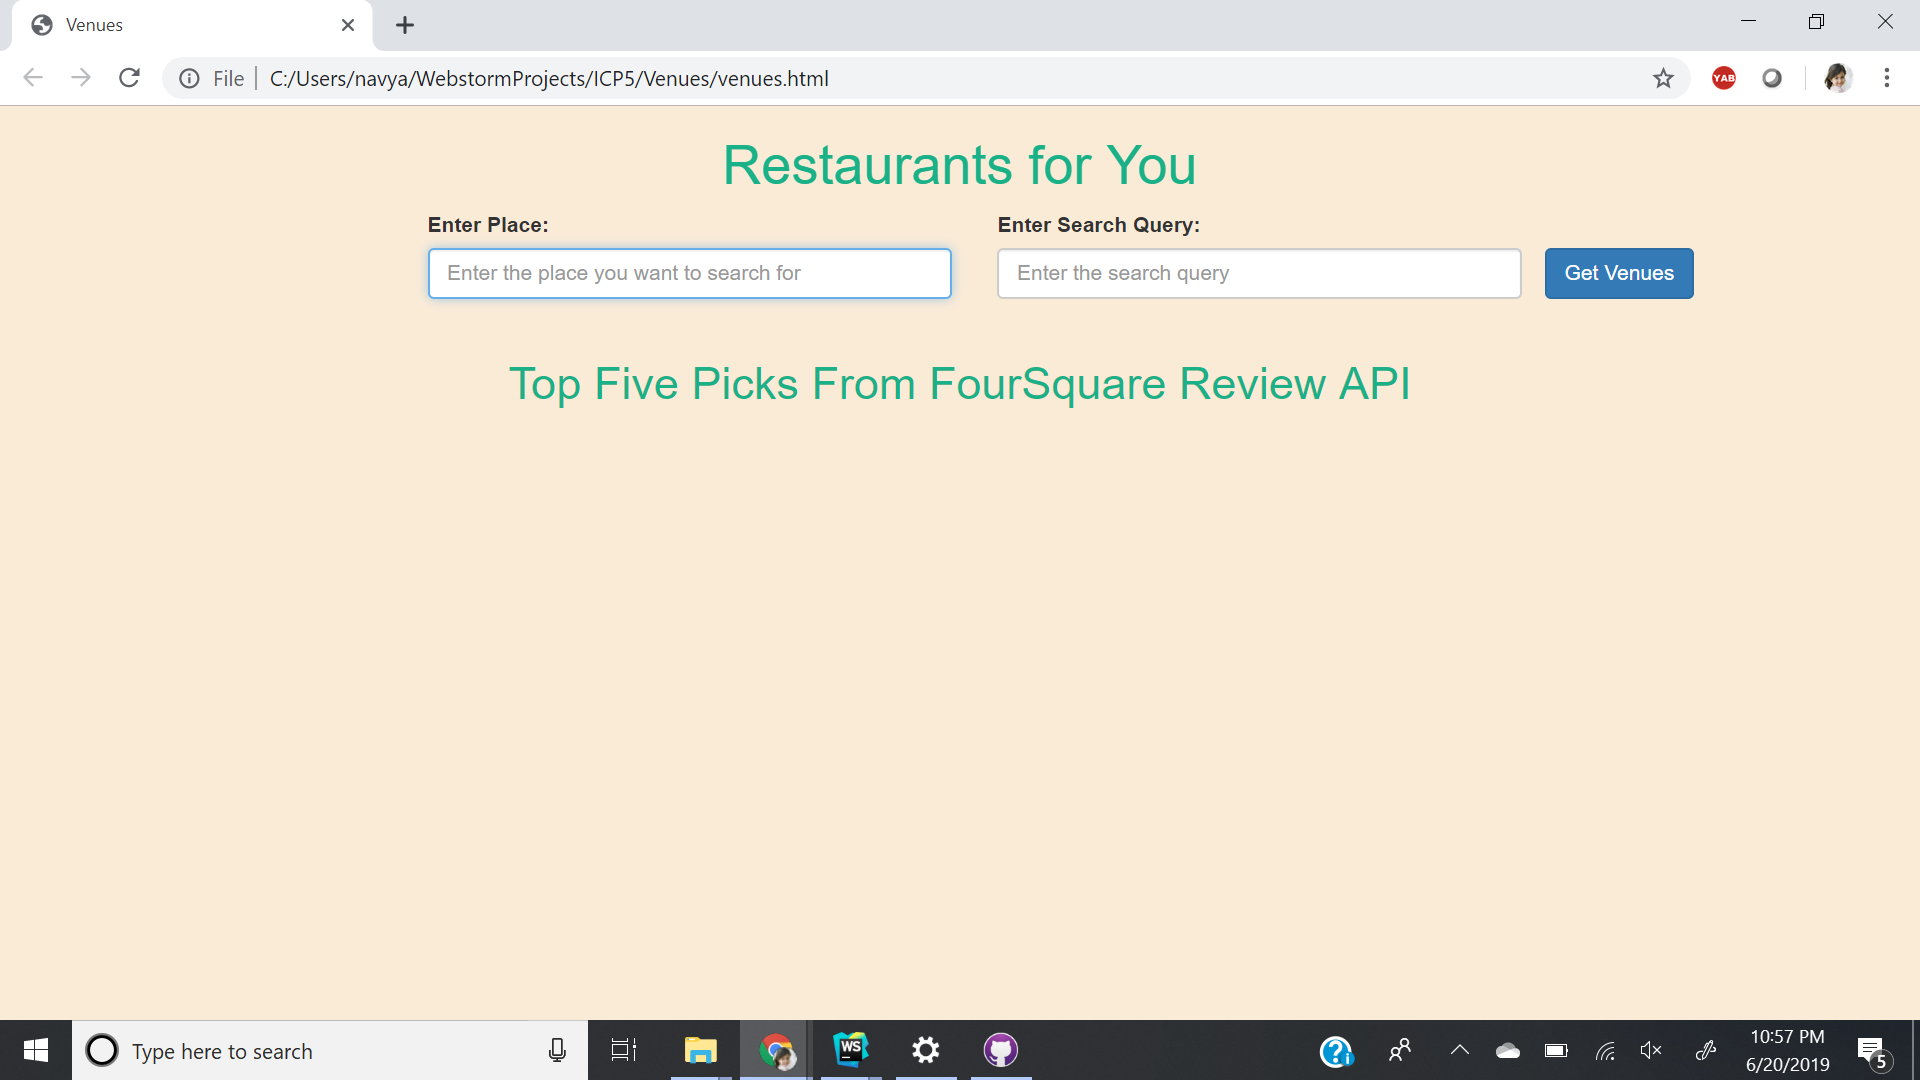 Venues
File
C:/Users/navya/WebstormProjects/ICP5/Venues/venues.html
YAB
Restaurants for You
Enter Place:
Enter Search Query:
Enter the place you want to search for
Enter the search query
Get Venues
Top Five Picks From FourSquare Review API
Type here to search
WS
10:57 PM
6/20/2019
5